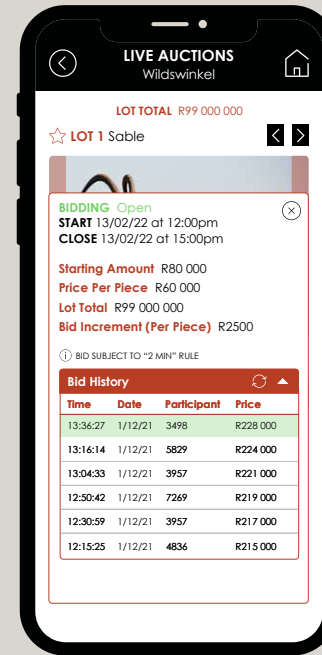 LIVE AUCTIONS
Wildswinkel
LOT TOTAL R99 000 000
LOT 1 Sable
BIDDING Open
START 13/02/22 at 12:00pm
CLOSE 13/02/22 at 15:00pm
Starting Amount R80 000
Price Per Piece R60 000
Lot Total R99 000 000
Bid Increment (Per Piece) R2500
i BID SUBJECT TO "2 MIN" RULE
Bid History
Time Date Participant Price
13:36:27 1/12/21 3498 R228 000
13:16:14 1/12/21 5829 R224 000
13:04:33 1/12/21 3957 R221 000
12:50:42 1/12/21 7269 R219 000
12:30:59 1/12/21 3957 R217 000
12:15:25 1/12/21 4836 R215 000